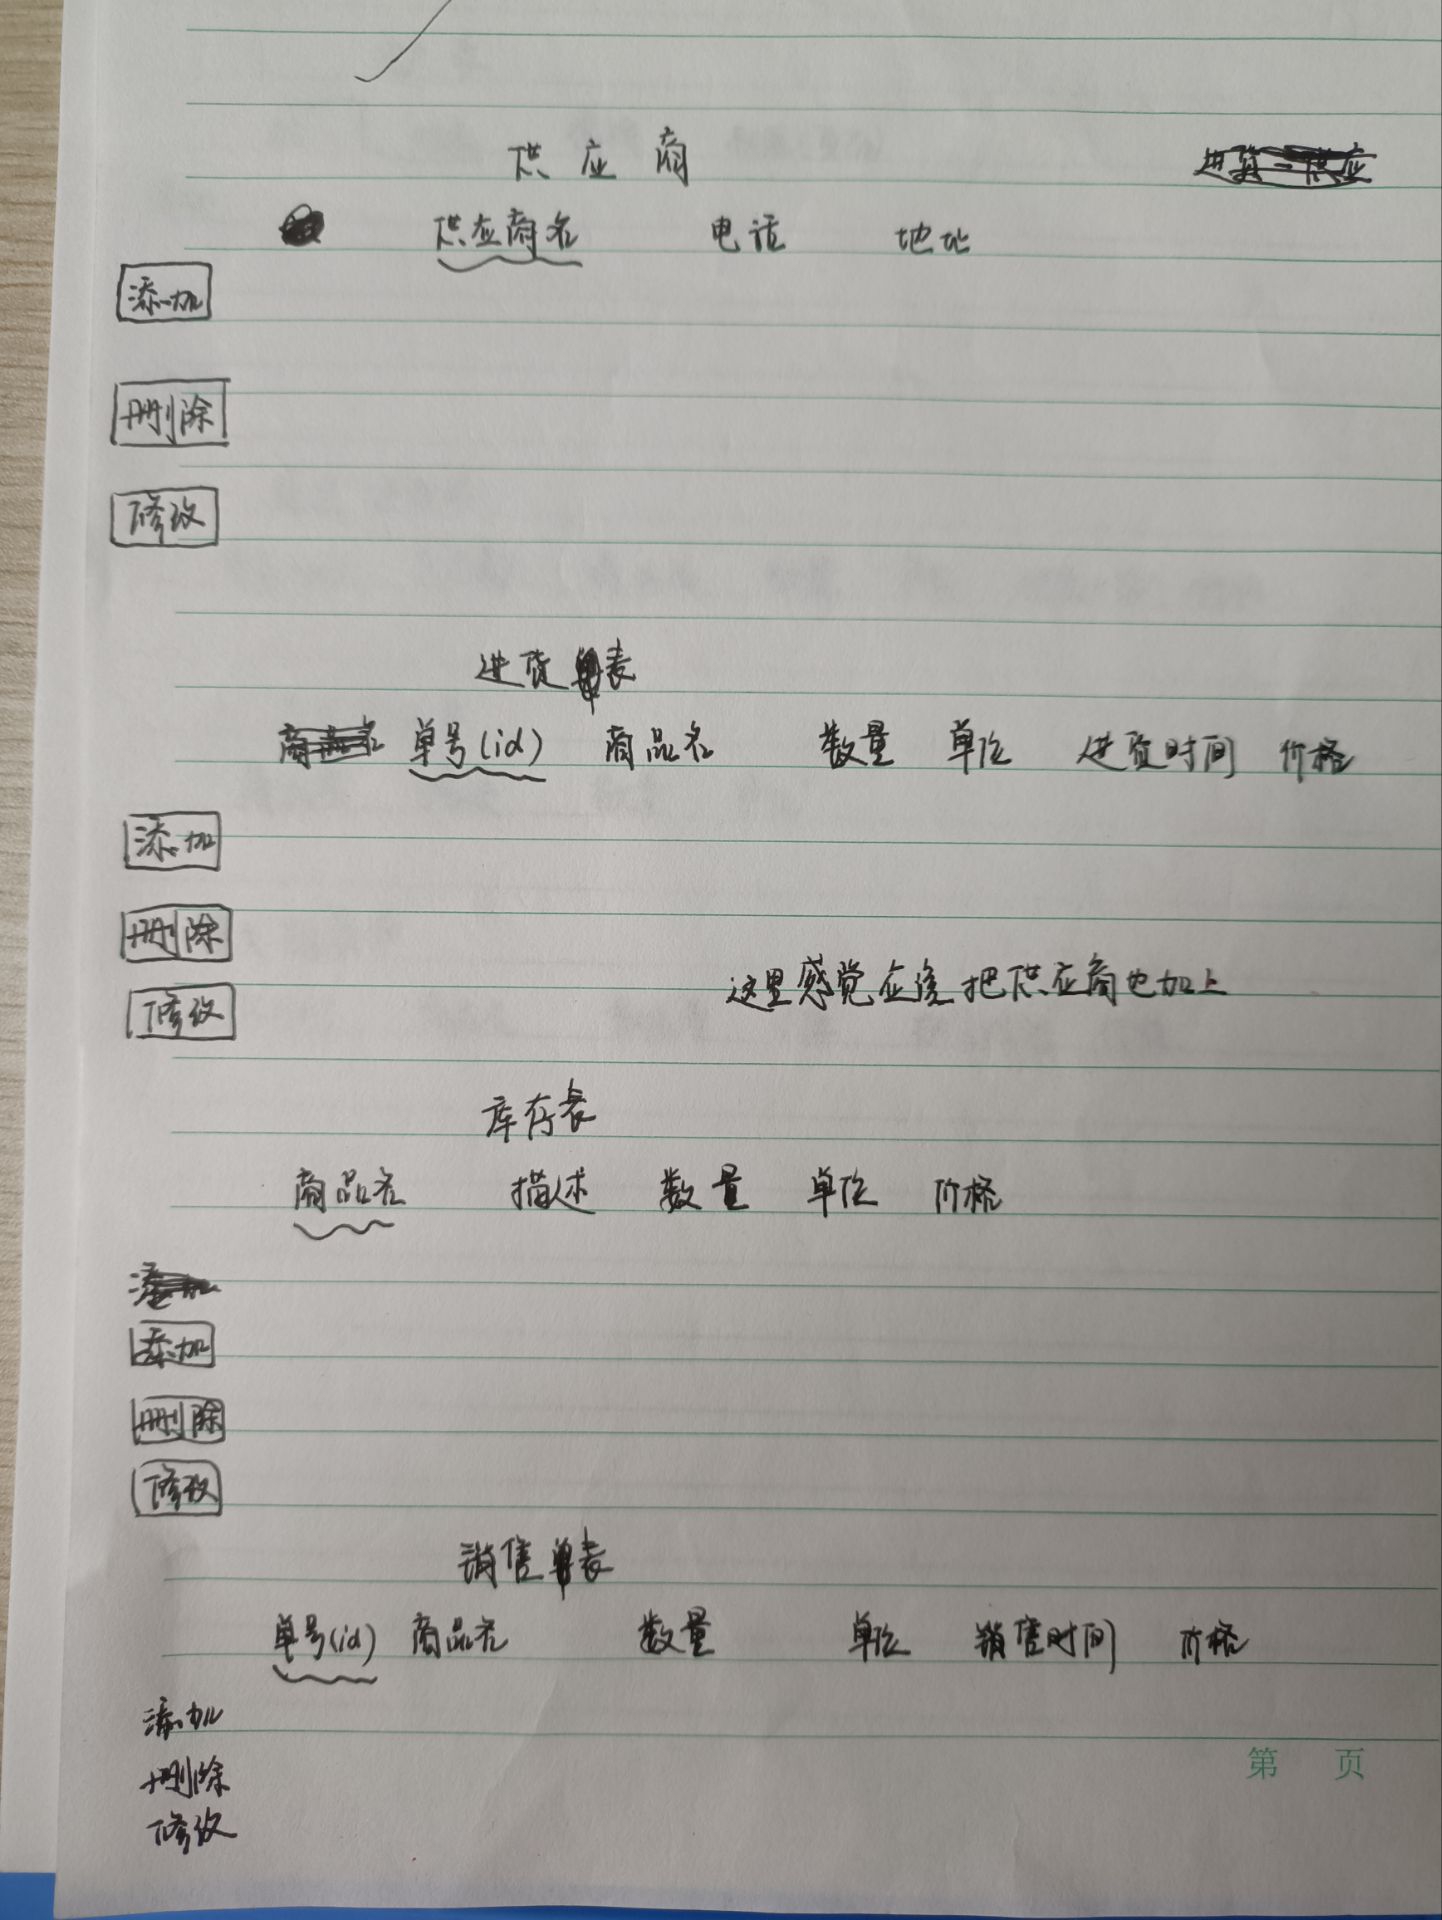 供应商
供应商名 电话 地址
添加
删除
修改
进货表
单号(id) 商品名 数量 单位 进货时间 价格
添加
删除
修改
这里感觉应该把供应商也加上
库存表
商品名 描述 数量 单位 价格
添加
删除
修改
销售表
单号(id) 商品名 数量 单位 销售时间 价格
添加
删除
修改
第 页